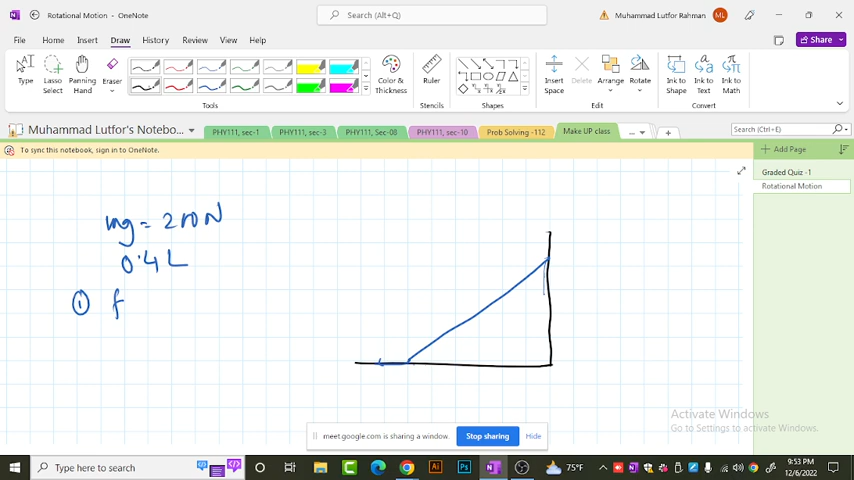 Rotational Motion - OneNote
Search (Alt+Q)
Muhammad Lutfor Rahman
ML
File Home Insert Draw History Review View Help
Share
Type
Lasso Select
Panning Hand
Eraser
Color & Thickness
Ruler
Insert Space
Delete
Arrange
Rotate
Ink to Shape
Ink to Text
Ink to Math
Tools
Stencils
Shapes
Edit
Convert
Muhammad Lutfor's Notebo...
PHY111, sec-1
PHY111, sec-3
PHY111, Sec-08
PHY111, sec-10
Prob Solving -112
Make UP class
Search (Ctrl+E)
To sync this notebook, sign in to OneNote.
Add Page
Graded Quiz -1
Rotational Motion
mg = 200N
0.4 L
① f
Activate Windows
Go to Settings to activate Windows.
meet.google.com is sharing a window.
Stop sharing
Hide
Type here to search
75°F
9:53 PM
12/6/2022